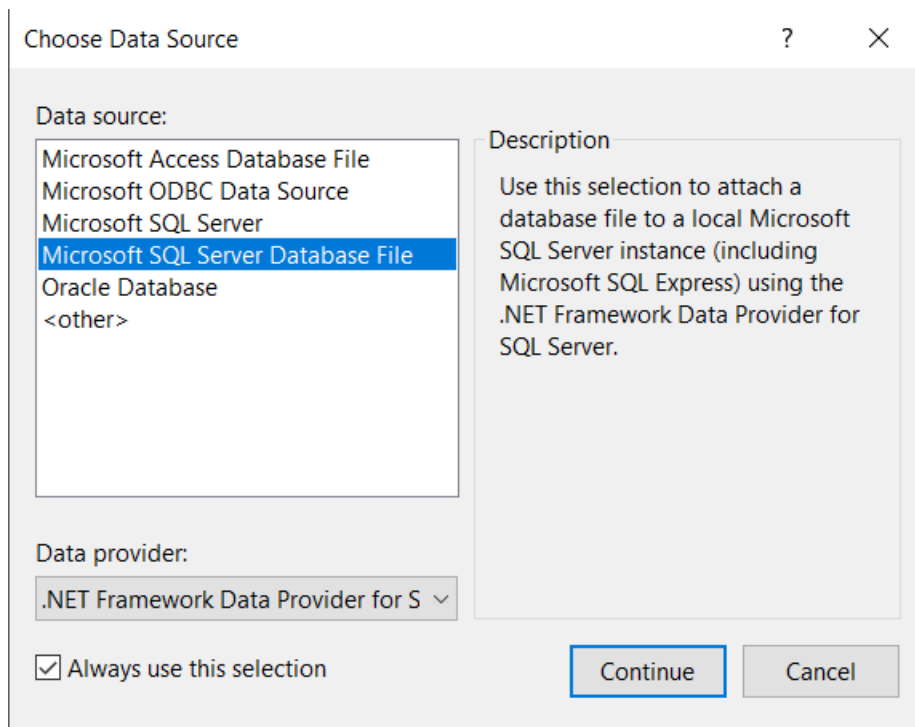 Choose Data Source
?
Data source:
Microsoft Access Database File
Microsoft ODBC Data Source
Microsoft SQL Server
Microsoft SQL Server Database File
Oracle Database
<other>
Description
Use this selection to attach a
database file to a local Microsoft
SQL Server instance (including
Microsoft SQL Express) using the
.NET Framework Data Provider for
SQL Server.
Data provider:
.NET Framework Data Provider for S
Always use this selection
Continue
Cancel